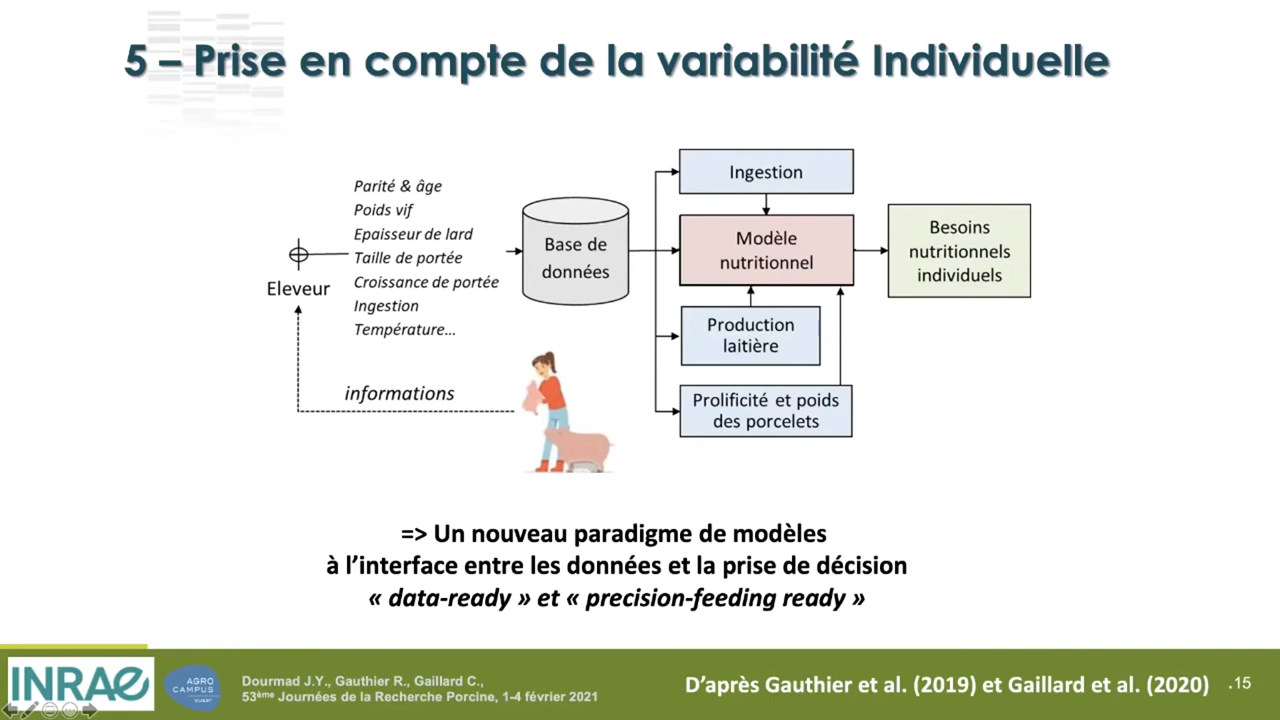 5 – Prise en compte de la variabilité Individuelle
Parité & âge
Poids vif
Epaisseur de lard
Taille de portée
Croissance de portée
Ingestion
Température…
Eleveur
informations
Base de
données
Ingestion
Modèle
nutritionnel
Production
laitière
Prolificité et poids
des porcelets
Besoins
nutritionnels
individuels
=> Un nouveau paradigme de modèles
à l’interface entre les données et la prise de décision
« data-ready » et « precision-feeding ready »
INRAE
AGRO
CAMPUS
OUEST
Dourmad J.Y., Gauthier R., Gaillard C.,
53ème Journées de la Recherche Porcine, 1-4 février 2021
D’après Gauthier et al. (2019) et Gaillard et al. (2020)
.15